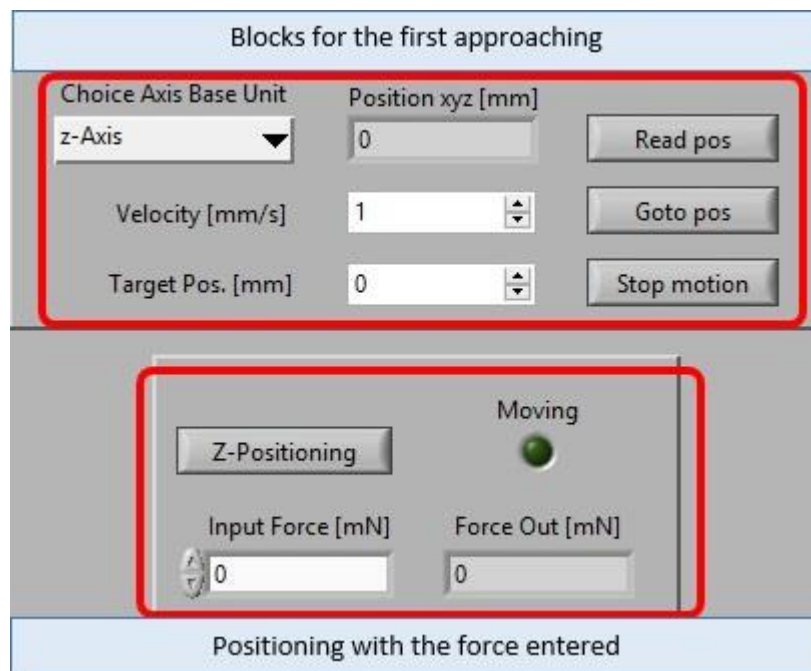 Blocks for the first approaching
Choice Axis Base Unit
Position xyz [mm]
z-Axis
0
Read pos
Velocity [mm/s]
1
Goto pos
Target Pos. [mm]
0
Stop motion
Moving
Z-Positioning
Input Force [mN]
Force Out [mN]
0
0
Positioning with the force entered